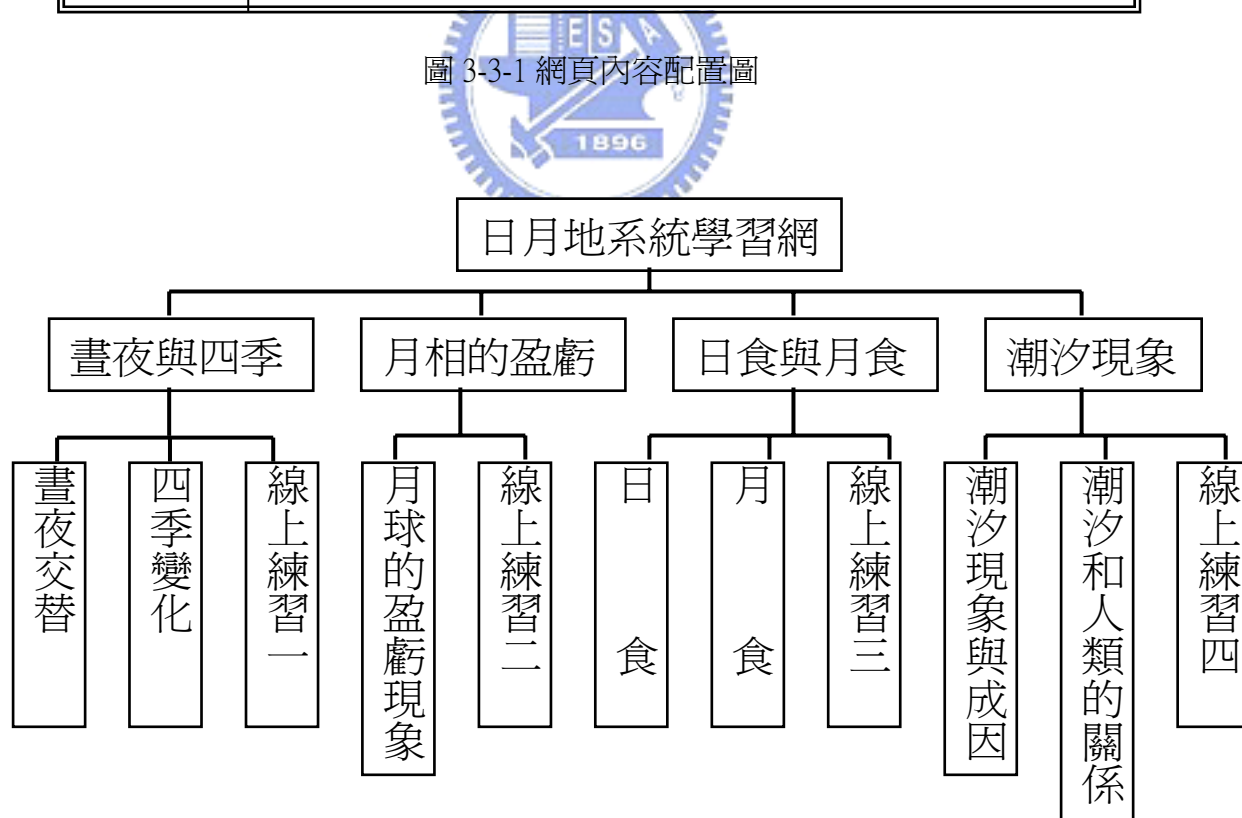 E S A
圖 3-3-1 網頁內容配置圖
1896
日月地系統學習網
晝夜與四季
月相的盈虧
日食與月食
潮汐現象
晝夜交替
四季變化
線上練習一
月球的盈虧現象
線上練習二
日食
月食
線上練習三
潮汐現象與成因
潮汐和人類的關係
線上練習四